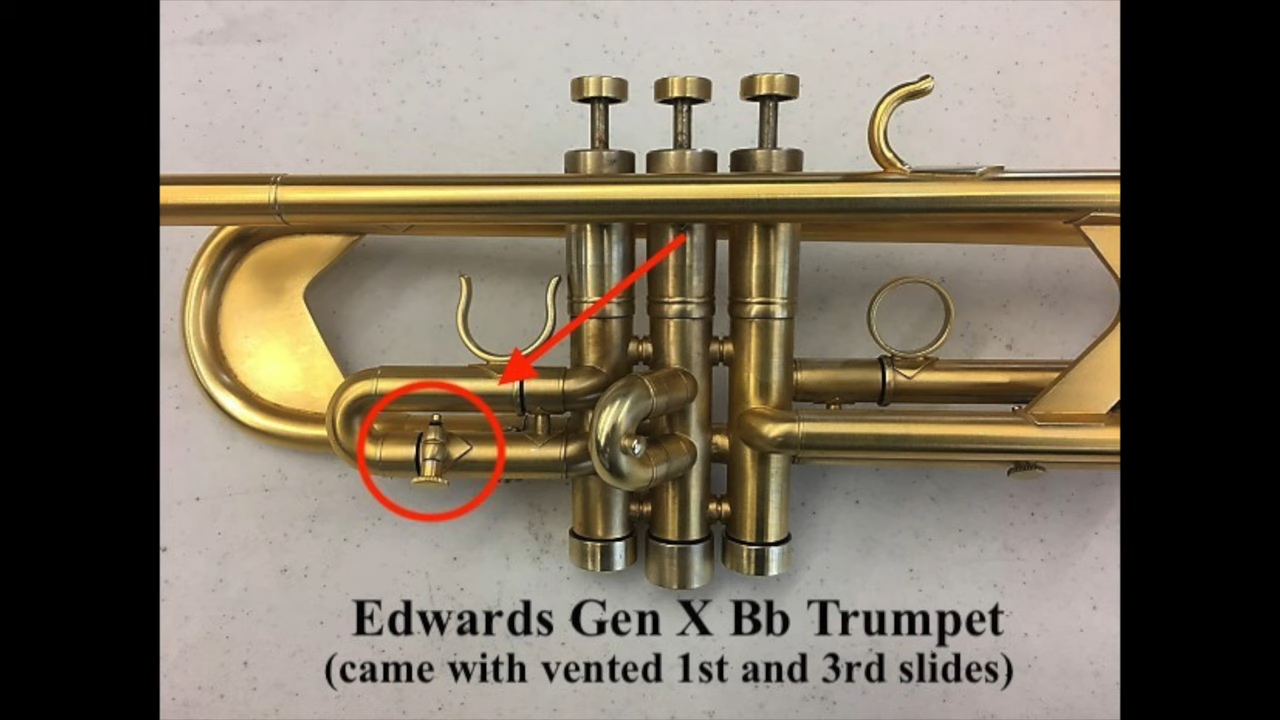 Edwards Gen X Bb Trumpet
(came with vented 1st and 3rd slides)